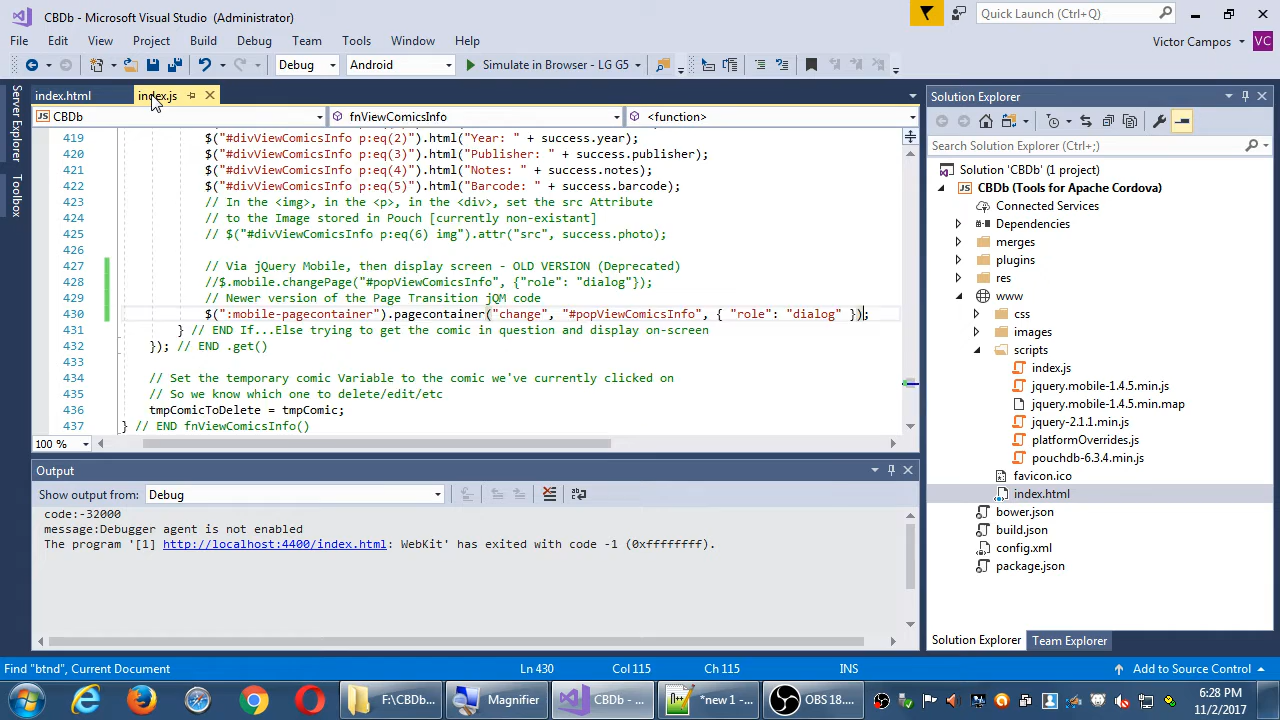 CBDb - Microsoft Visual Studio (Administrator)
Quick Launch (Ctrl+;)
File Edit View Project Build Debug Team Tools Window Help
Victor Campos VC
Debug Android Simulate in Browser - LG G5
Server Explorer
Toolbox
index.html index.js
CBDb fnViewComicsInfo <function>
419 $("#divViewComicsInfo p:eq(2)").html("Year: " + success.year);
420 $("#divViewComicsInfo p:eq(3)").html("Publisher: " + success.publisher);
421 $("#divViewComicsInfo p:eq(4)").html("Notes: " + success.notes);
422 $("#divViewComicsInfo p:eq(5)").html("Barcode: " + success.barcode);
423 // In the <img>, in the <p>, in the <div>, set the src Attribute
424 // to the Image stored in Pouch [currently non-existant]
425 // $("#divViewComicsInfo p:eq(6) img").attr("src", success.photo);
426
427 // Via jQuery Mobile, then display screen - OLD VERSION (Deprecated)
428 //$.mobile.changePage("#popViewComicsInfo", {"role": "dialog"});
429 // Newer version of the Page Transition jQM code
430 $(":mobile-pagecontainer").pagecontainer("change", "#popViewComicsInfo", { "role": "dialog" });
431 } // END If...Else trying to get the comic in question and display on-screen
432 }); // END .get()
433
434 // Set the temporary comic Variable to the comic we've currently clicked on
435 // So we know which one to delete/edit/etc
436 tmpComicToDelete = tmpComic;
437 } // END fnViewComicsInfo()
100 %
Output
Show output from: Debug
code:-32000
message:Debugger agent is not enabled
The program '[1] http://localhost:4400/index.html: WebKit' has exited with code -1 (0xffffffff).
Solution Explorer
Search Solution Explorer (Ctrl+;)
Solution 'CBDb' (1 project)
CBDb (Tools for Apache Cordova)
Connected Services
Dependencies
merges
plugins
res
www
css
images
scripts
index.js
jquery.mobile-1.4.5.min.js
jquery.mobile-1.4.5.min.map
jquery-2.1.1.min.js
platformOverrides.js
pouchdb-6.3.4.min.js
favicon.ico
index.html
bower.json
build.json
config.xml
package.json
Solution Explorer Team Explorer
Find "btnd", Current Document Ln 430 Col 115 Ch 115 INS Add to Source Control
F:\CBDb... Magnifier CBDb - ... *new 1 -... OBS 18....
6:28 PM
11/2/2017